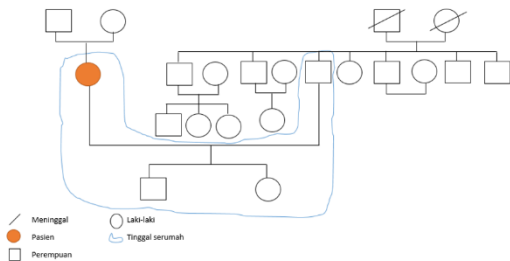 Meninggal
Laki-laki
Pasien
Tinggal serumah
Perempuan